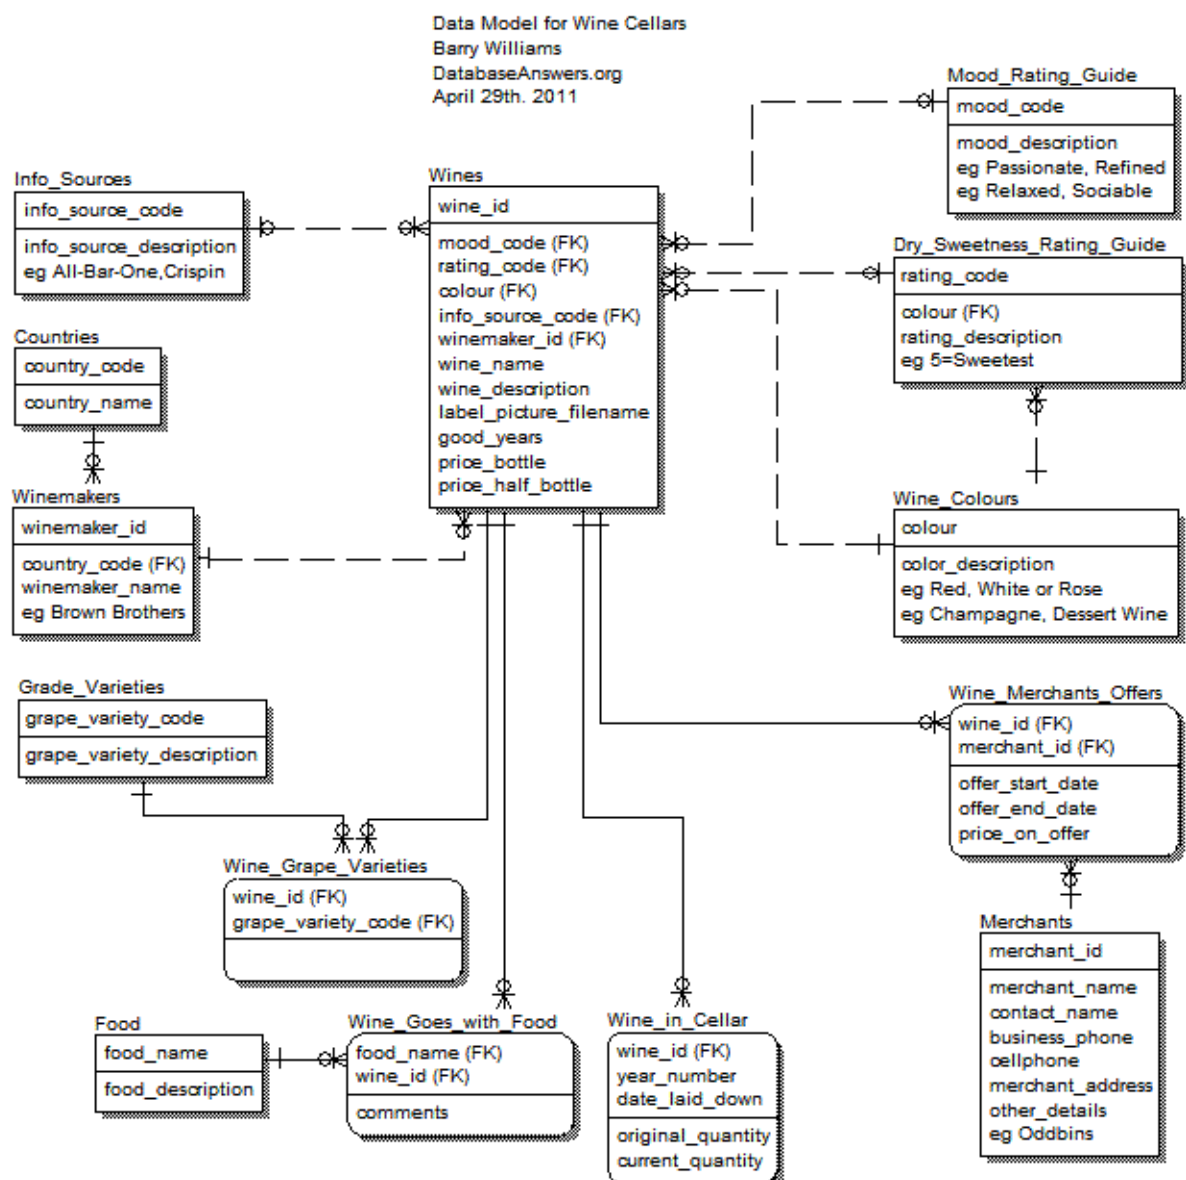 Data Model for Wine Cellars
Barry Williams
DatabaseAnswers.org
April 29th. 2011
Mood_Rating_Guide
mood_code
mood_description
eg Passionate, Refined
eg Relaxed, Sociable
Info_Sources
info_source_code
info_source_description
eg All-Bar-One,Crispin
Wines
wine_id
mood_code (FK)
rating_code (FK)
colour (FK)
info_source_code (FK)
winemaker_id (FK)
wine_name
wine_description
label_picture_filename
good_years
price_bottle
price_half_bottle
Dry_Sweetness_Rating_Guide
rating_code
colour (FK)
rating_description
eg 5=Sweetest
Countries
country_code
country_name
Winemakers
winemaker_id
country_code (FK)
winemaker_name
eg Brown Brothers
Wine_Colours
colour
color_description
eg Red, White or Rose
eg Champagne, Dessert Wine
Grade_Varieties
grape_variety_code
grape_variety_description
Wine_Merchants_Offers
wine_id (FK)
merchant_id (FK)
offer_start_date
offer_end_date
price_on_offer
Wine_Grape_Varieties
wine_id (FK)
grape_variety_code (FK)
Merchants
merchant_id
merchant_name
contact_name
business_phone
cellphone
merchant_address
other_details
eg Oddbins
Food
food_name
food_description
Wine_Goes_with_Food
food_name (FK)
wine_id (FK)
comments
Wine_in_Cellar
wine_id (FK)
year_number
date_laid_down
original_quantity
current_quantity